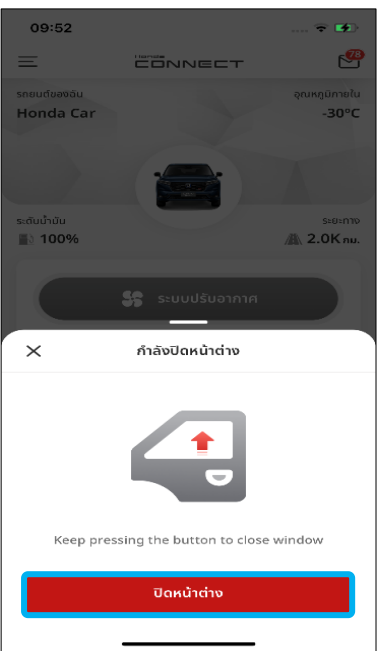 09:52
HONDA
CONNECT
78
รถยนต์ของฉัน
อุณหภูมิภายใน
Honda Car
-30°C
ระดับน้ำมัน
ระยะทาง
100%
2.0K กม.
ระบบปรับอากาศ
กำลังปิดหน้าต่าง
Keep pressing the button to close window
ปิดหน้าต่าง